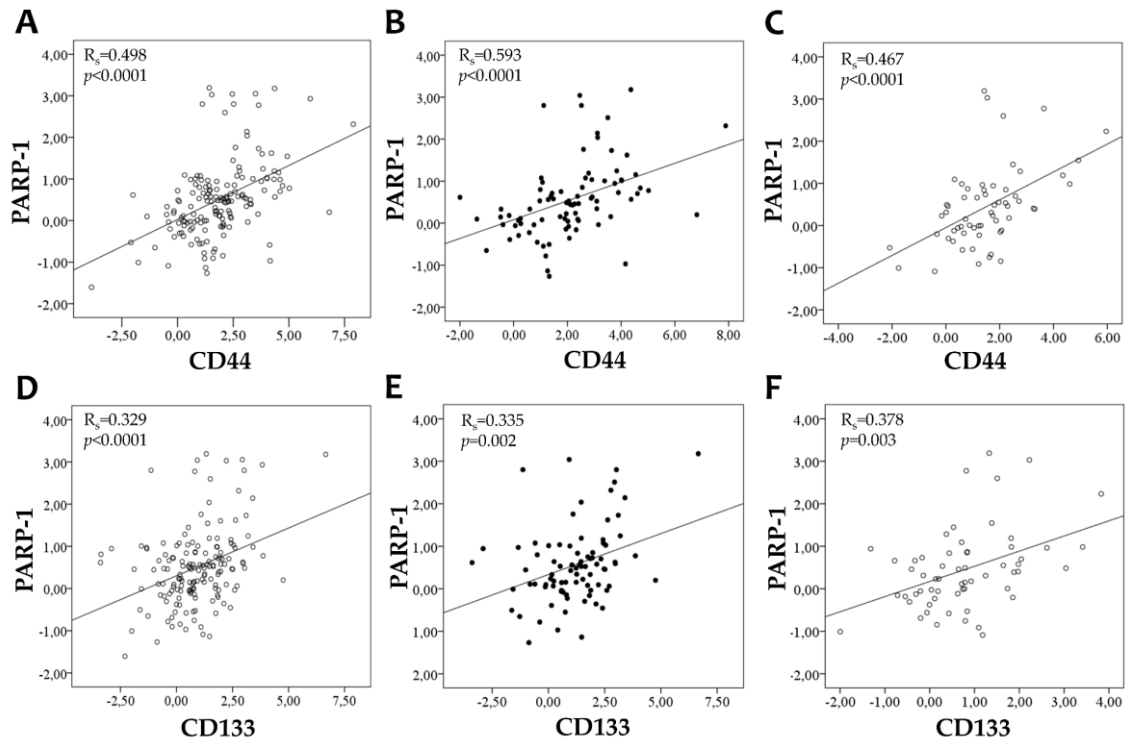 A
R_s=0.498
p<0.0001
4,00
3,00
2,00
1,00
0,00
-1,00
-2,00
PARP-1
-2,50 0,00 2,50 5,00 7,50
CD44
B
R_s=0.593
p<0.0001
4,00
3,00
2,00
1,00
0,00
-1,00
-2,00
PARP-1
-2,00 0,00 2,00 4,00 6,00 8,00
CD44
C
R_s=0.467
p<0.0001
4,00
3,00
2,00
1,00
0,00
-1,00
-2,00
PARP-1
-4,00 -2,00 0,00 2,00 4,00 6,00
CD44
D
R_s=0.329
p<0.0001
4,00
3,00
2,00
1,00
0,00
-1,00
-2,00
PARP-1
-2,50 0,00 2,50 5,00 7,50
CD133
E
R_s=0.335
p=0.002
4,00
3,00
2,00
1,00
0,00
1,00
2,00
PARP-1
-2,50 0,00 2,50 5,00 7,50
CD133
F
R_s=0.378
p=0.003
4,00
3,00
2,00
1,00
0,00
-1,00
-2,00
PARP-1
-2,00 -1,00 0,00 1,00 2,00 3,00 4,00
CD133